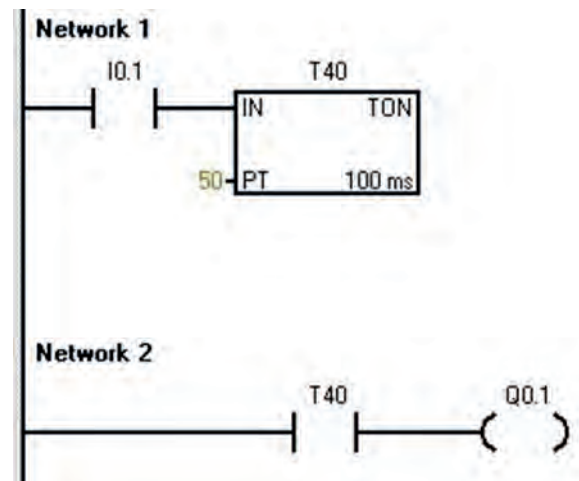 Network 1
I0.1 T40
IN TON
50 PT 100 ms
Network 2
T40 Q0.1